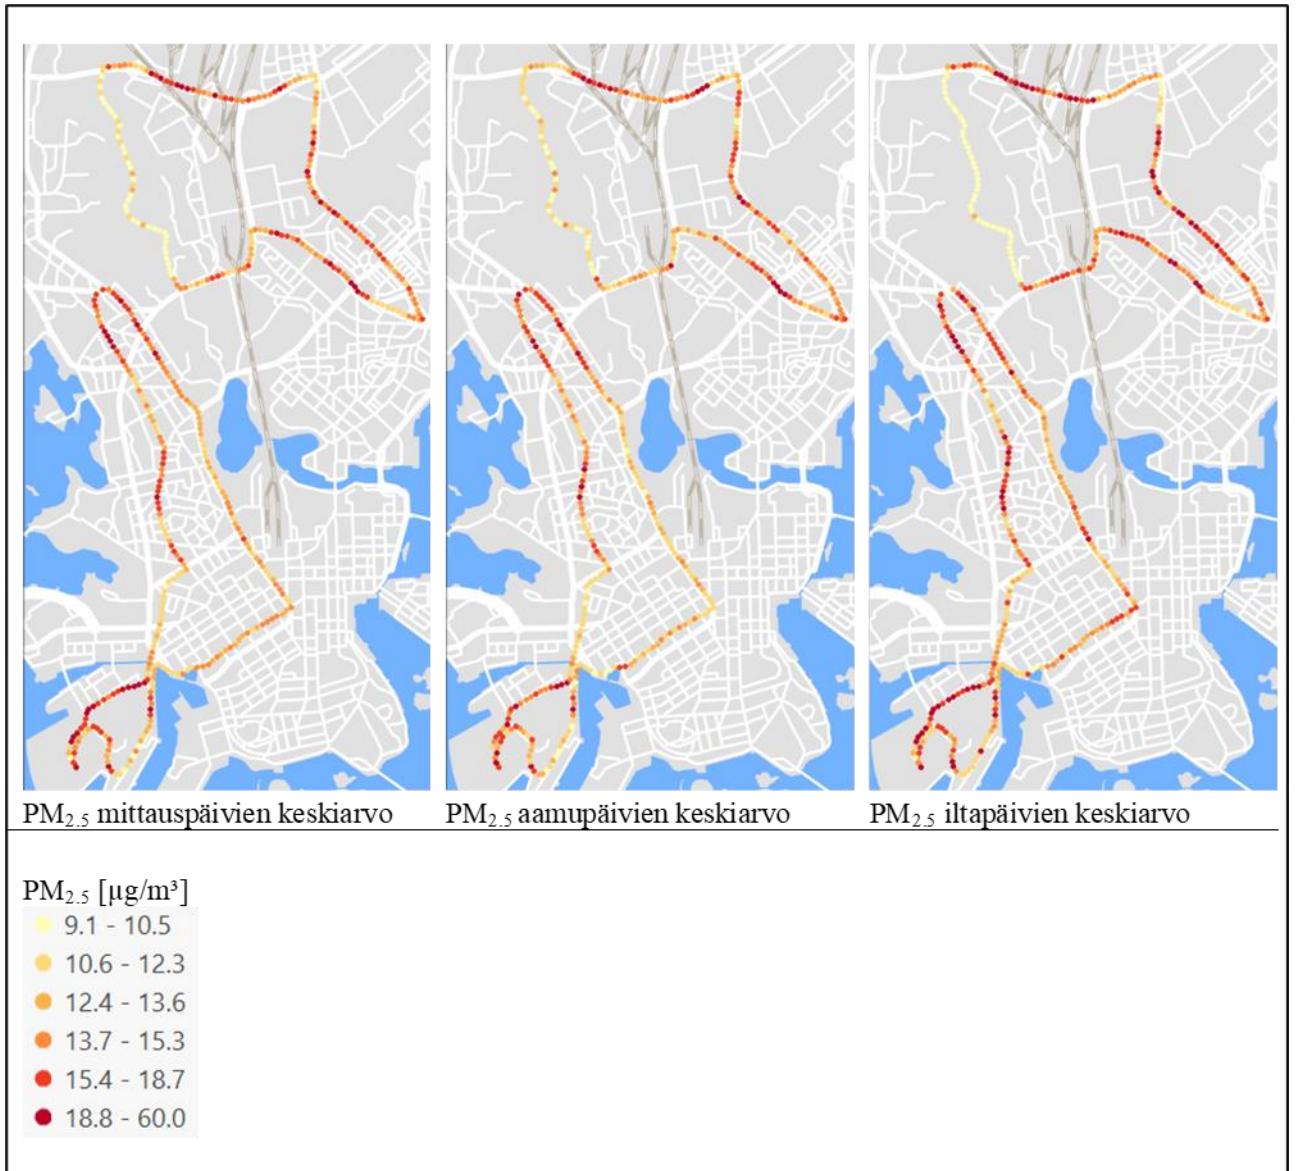 PM₂.₅ mittauspäivien keskiarvo
PM₂.₅ aamupäivien keskiarvo
PM₂.₅ iltapäivien keskiarvo
PM₂.₅ [µg/m³]
9.1 - 10.5
10.6 - 12.3
12.4 - 13.6
13.7 - 15.3
15.4 - 18.7
18.8 - 60.0